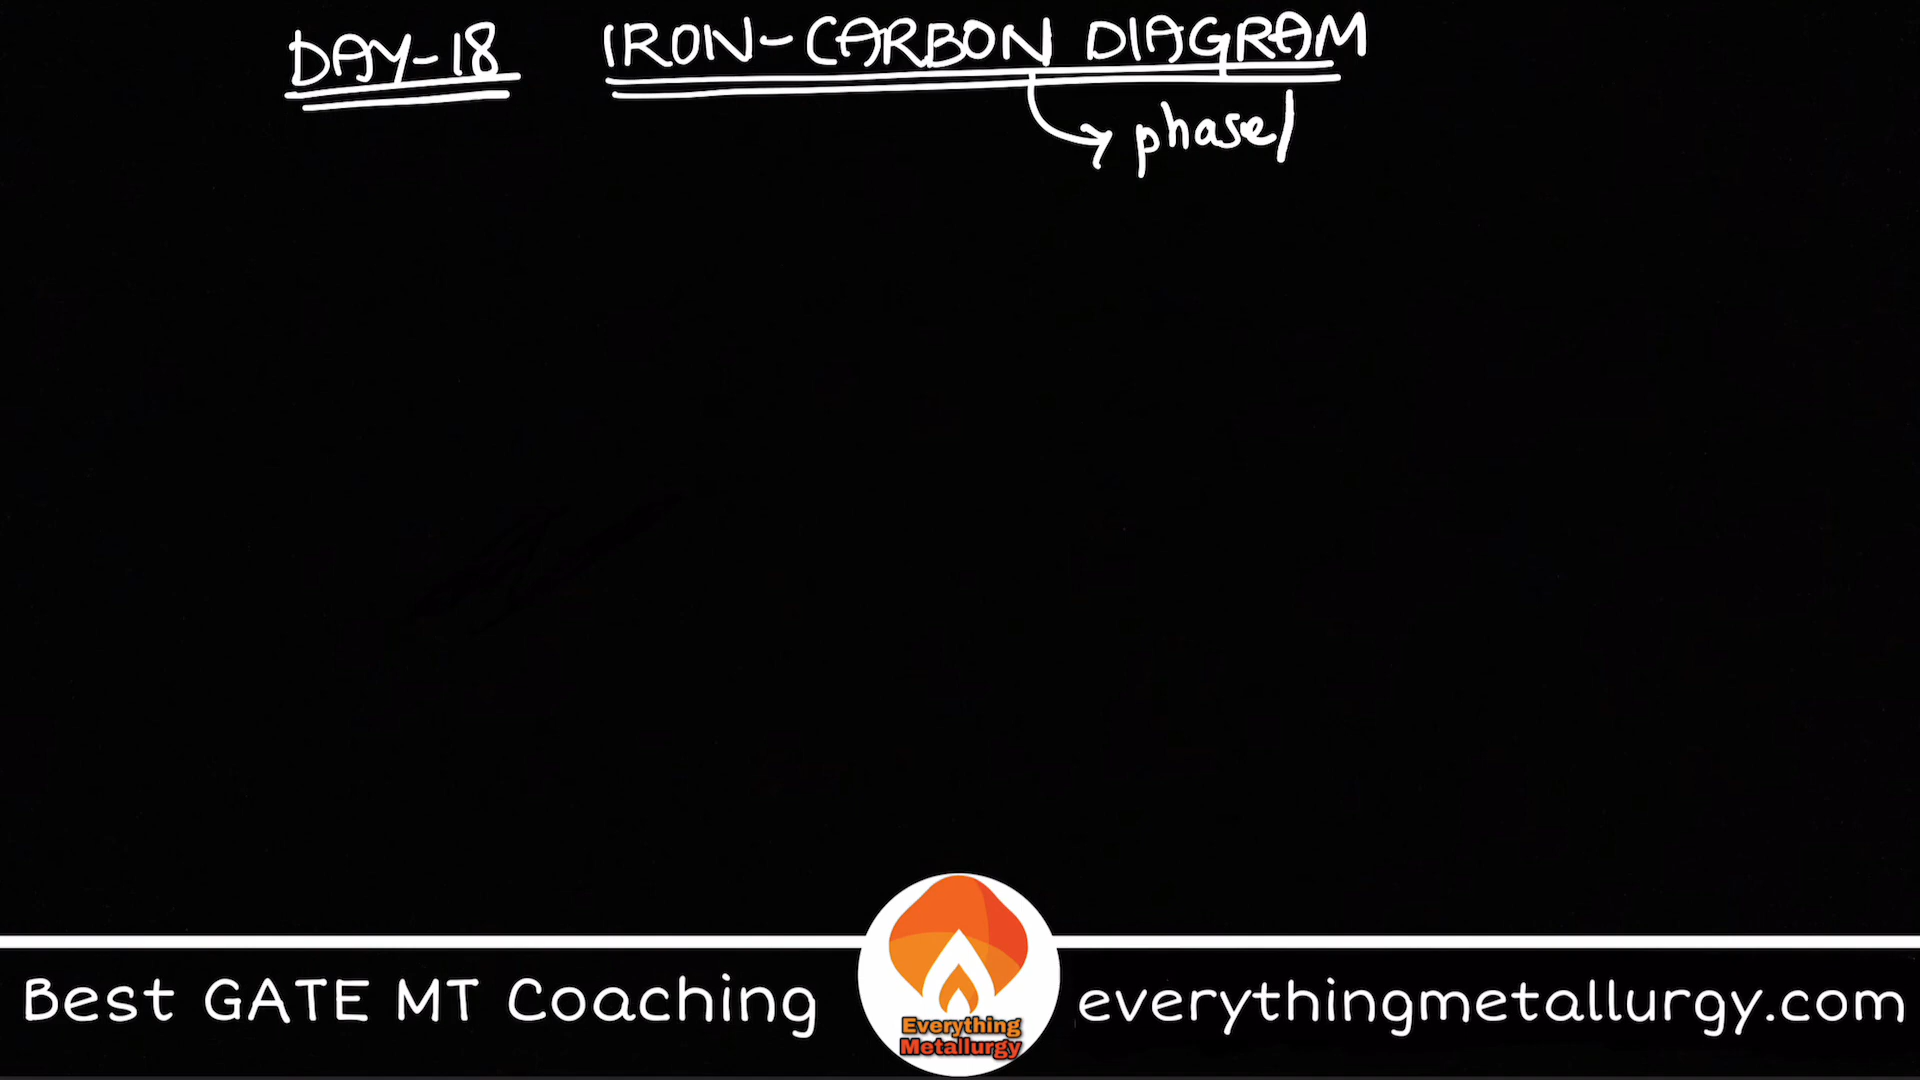 DAY-18 IRON-CARBON DIAGRAM
phase/
Best GATE MT Coaching
Everything
Metallurgy
everythingmetallurgy.com